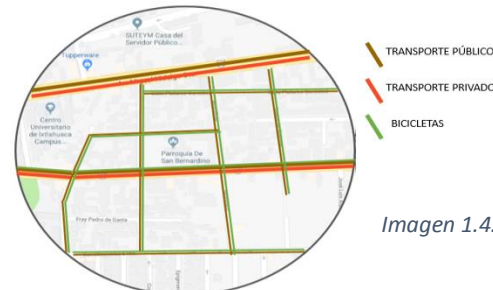 SUTEYM Casa del
Servidor Público...
Tupperware
Centro
Universitario
de Ixtlahuaca
Campus...
Parroquia De
San Bernardino
Fray Pedro de Gante
TRANSPORTE PÚBLICO
TRANSPORTE PRIVADO
BICICLETAS
Imagen 1.4.